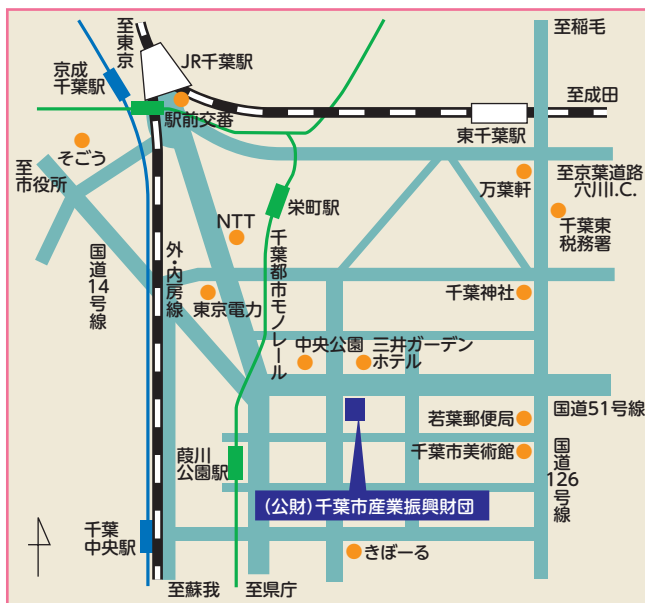 至東京
JR千葉駅
至稲毛
京成
千葉駅
至成田
駅前交番
東千葉駅
そごう
至市役所
万葉軒
至京葉道路
穴川I.C.
栄町駅
NTT
千葉東
税務署
国道14号線
外・内房線
千葉都市モノレール
東京電力
千葉神社
中央公園
三井ガーデン
ホテル
国道51号線
若葉郵便局
千葉市美術館
国道126号線
葭川
公園駅
(公財)千葉市産業振興財団
千葉
中央駅
きぼーる
至蘇我
至県庁